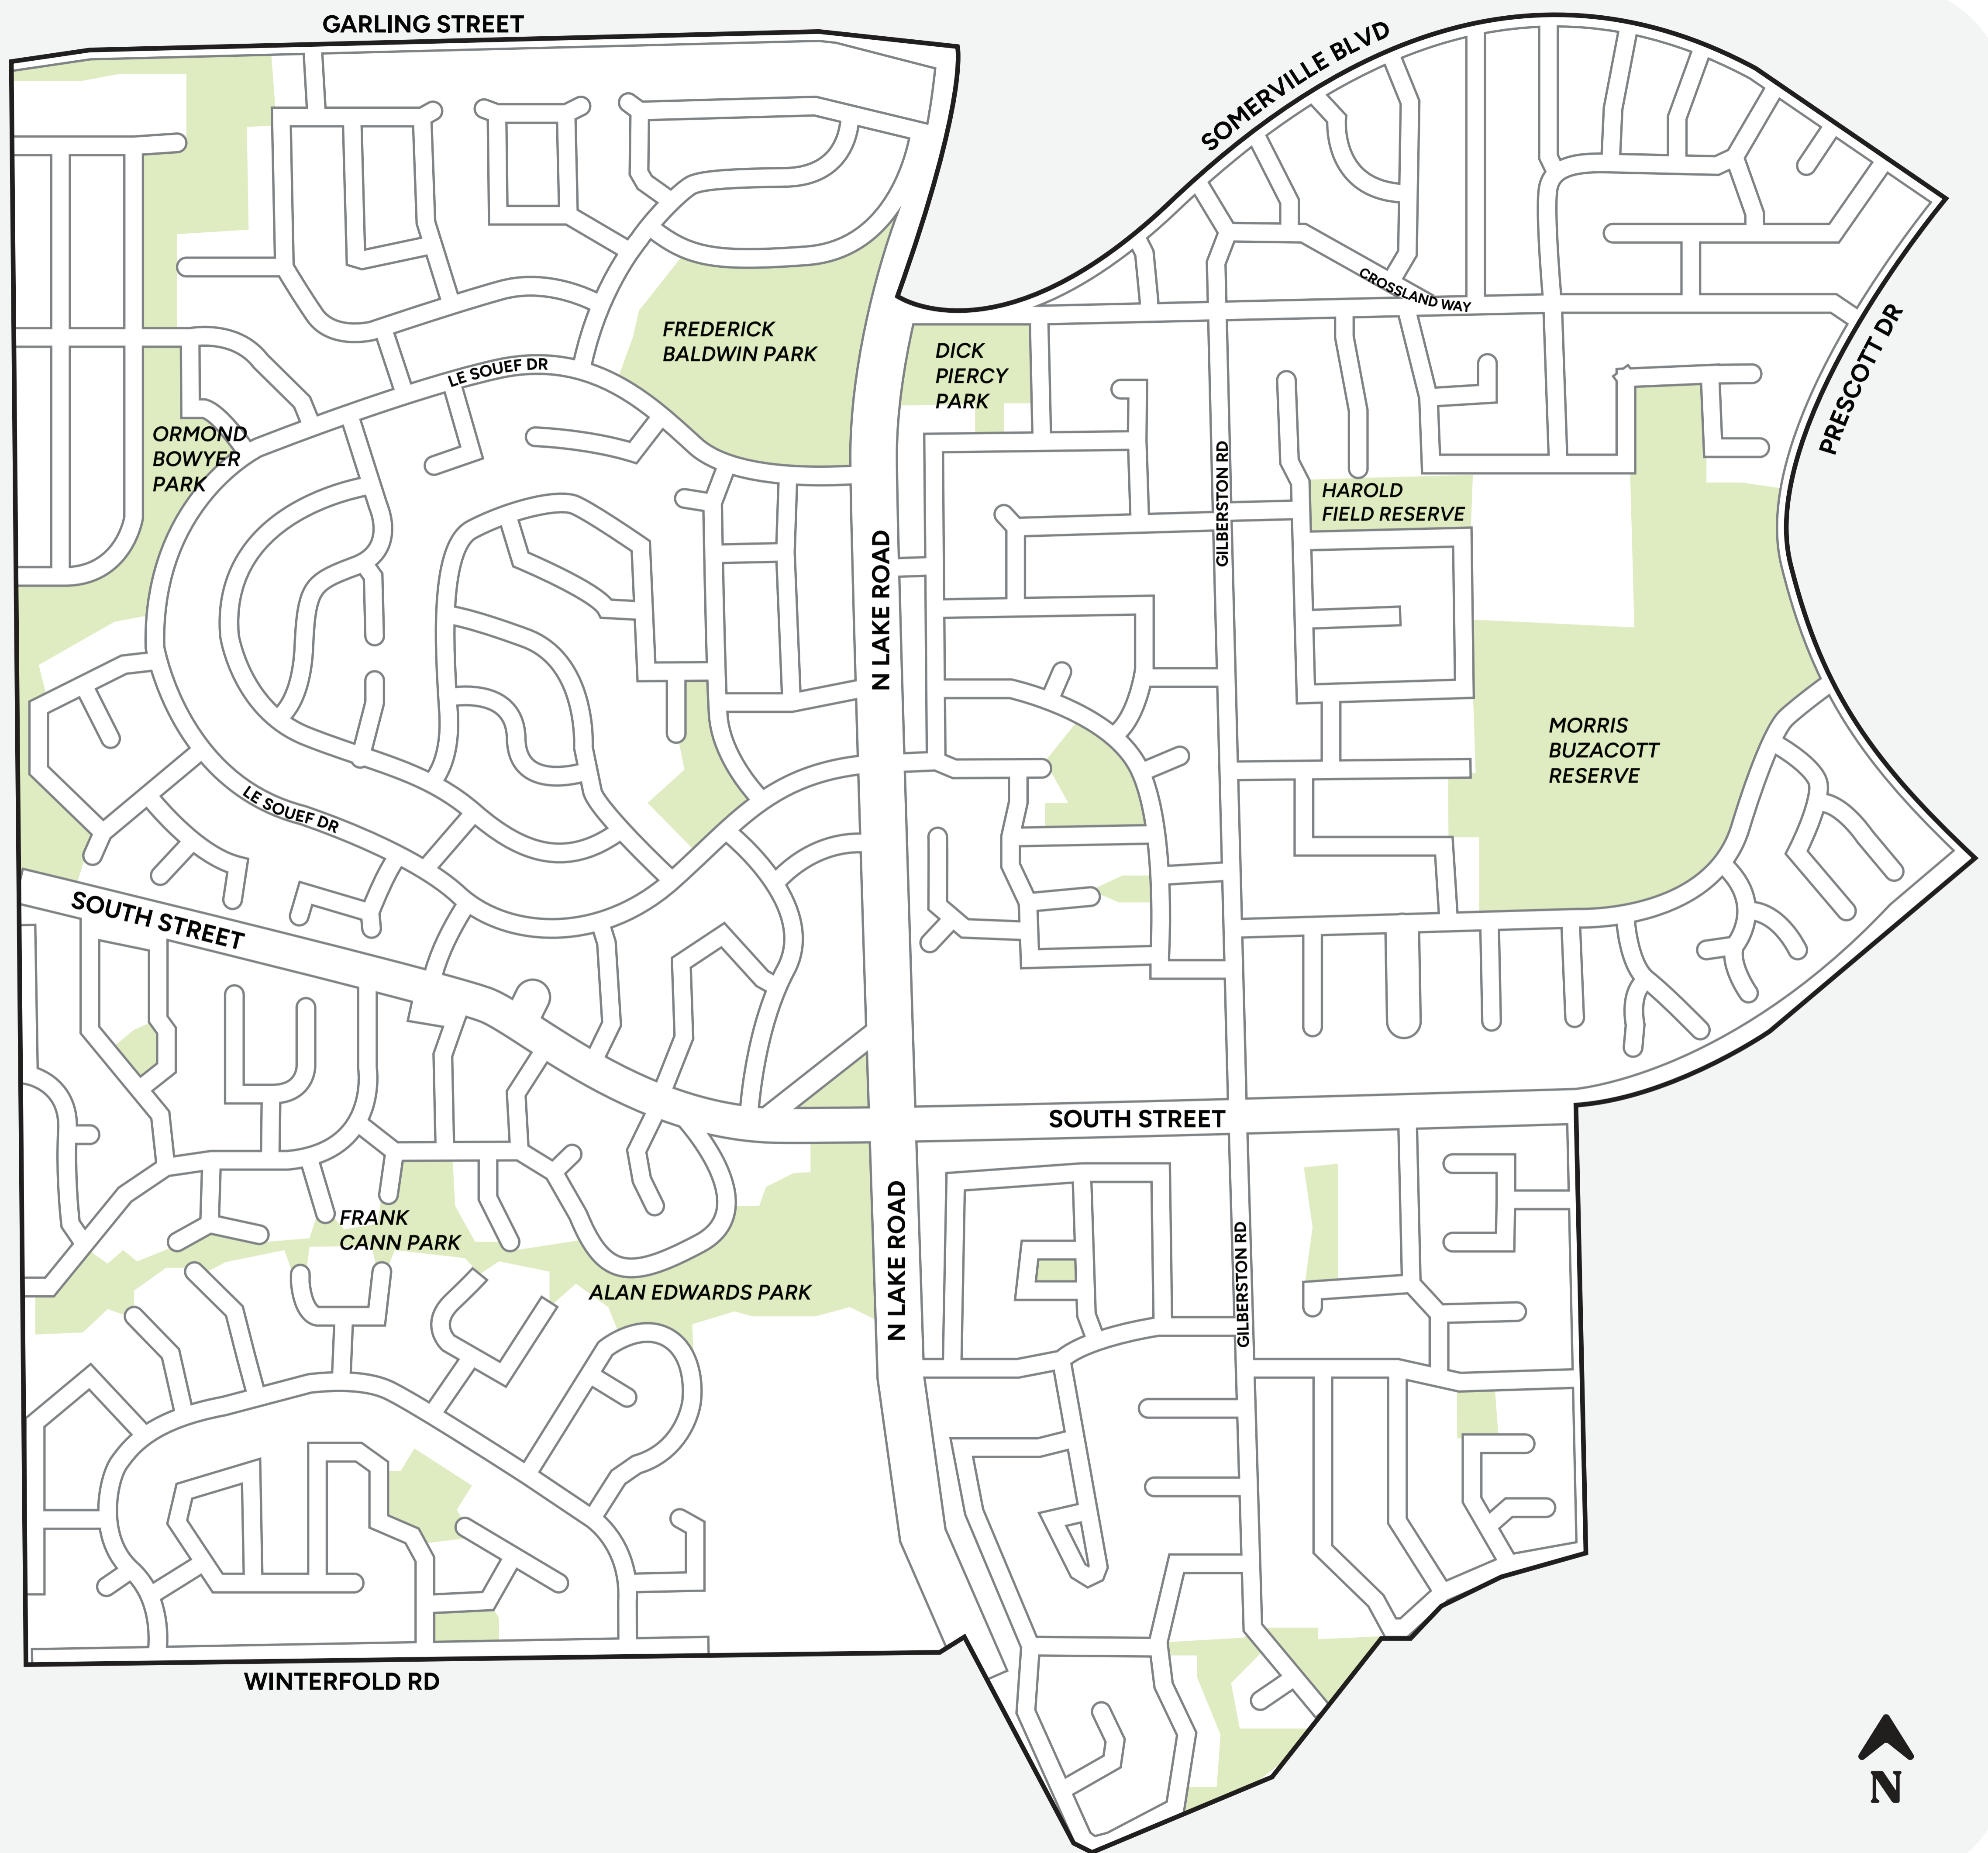 GARLING STREET
SOMERVILLE BLVD
CROSSLAND WAY
PRESCOTT DR
FREDERICK
BALDWIN PARK
DICK
PIERCY
PARK
LE SOUEF DR
ORMOND
BOWYER
PARK
GILBERSTON RD
HAROLD
FIELD RESERVE
N LAKE ROAD
MORRIS
BUZACOTT
RESERVE
LE SOUEF DR
SOUTH STREET
SOUTH STREET
FRANK
CANN PARK
N LAKE ROAD
GILBERSTON RD
ALAN EDWARDS PARK
WINTERFOLD RD
N